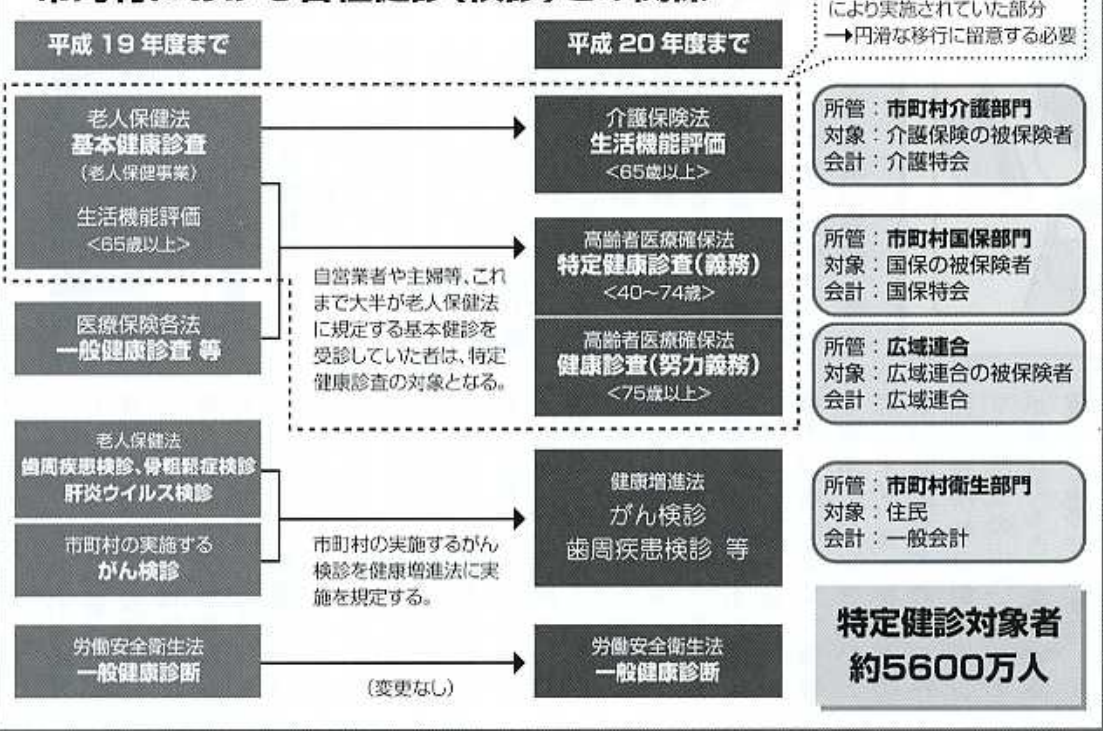 により実施されていた部分
→円滑な移行に留意する必要
平成 19 年度まで
平成 20 年度まで
老人保健法
基本健康診査
(老人保健事業)
生活機能評価
<65歳以上>
医療保険各法
一般健康診査 等
自営業者や主婦等、これ
まで大半が老人保健法
に規定する基本健診を
受診していた者は、特定
健康診査の対象となる。
介護保険法
生活機能評価
<65歳以上>
高齢者医療確保法
特定健康診査(義務)
<40〜74歳>
高齢者医療確保法
健康診査(努力義務)
<75歳以上>
所管:市町村介護部門
対象:介護保険の被保険者
会計:介護特会
所管:市町村国保部門
対象:国保の被保険者
会計:国保特会
所管:広域連合
対象:広域連合の被保険者
会計:広域連合
老人保健法
歯周疾患検診、骨粗鬆症検診
肝炎ウイルス検診
市町村の実施する
がん検診
市町村の実施するがん
検診を健康増進法に実
施を規定する。
健康増進法
がん検診
歯周疾患検診 等
所管:市町村衛生部門
対象:住民
会計:一般会計
労働安全衛生法
一般健康診断
(変更なし)
労働安全衛生法
一般健康診断
特定健診対象者
約5600万人